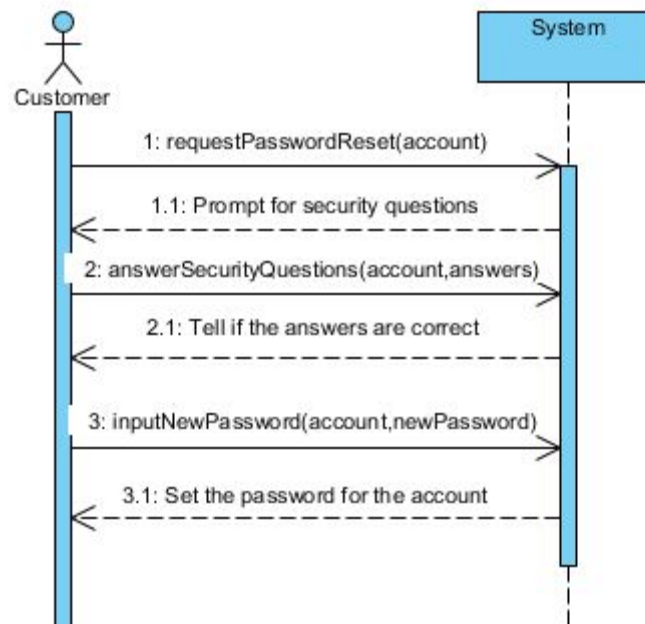 System
Customer
1: requestPasswordReset(account)
1.1: Prompt for security questions
2: answerSecurityQuestions(account,answers)
2.1: Tell if the answers are correct
3: inputNewPassword(account,newPassword)
3.1: Set the password for the account